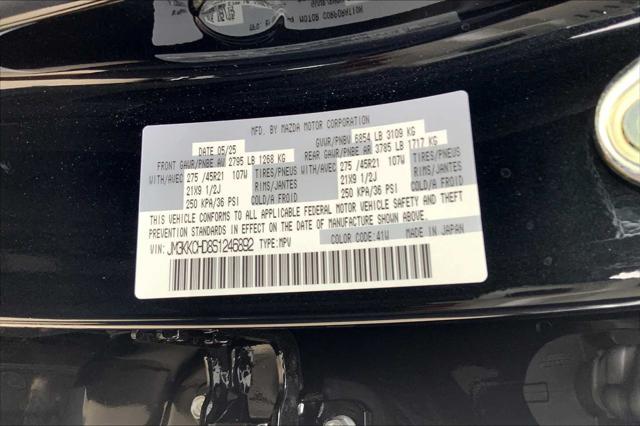 MFD. BY MAZDA MOTOR CORPORATION
DATE 05/25 GVWR/PNBV 6854 LB 3109 KG
FRONT GAWR/PNBE AV 2795 LB 1268 KG REAR GAWR/PNBE AR 3785 LB 1717 KG
WITH/AVEC 275 /45R21 107W TIRES/PNEUS WITH/AVEC 275 /45R21 107W TIRES/PNEUS
21X9 1/2J RIMS/JANTES 21X9 1/2J RIMS/JANTES
250 KPA/36 PSI COLD/A FROID 250 KPA/36 PSI COLD/A FROID
THIS VEHICLE CONFORMS TO ALL APPLICABLE FEDERAL MOTOR VEHICLE SAFETY AND THEFT
PREVENTION STANDARDS IN EFFECT ON THE DATE OF MANUFACTURE SHOWN ABOVE.
VIN: JM3KKCHD851246892 TYPE:MPV COLOR CODE:41W MADE IN JAPAN